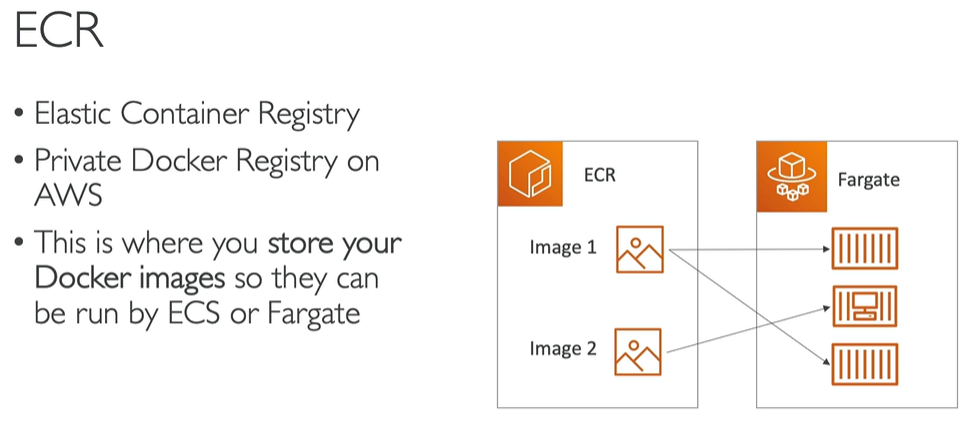 ECR
• Elastic Container Registry
• Private Docker Registry on
AWS
• This is where you store your
Docker images so they can
be run by ECS or Fargate
ECR
Image 1
Image 2
Fargate